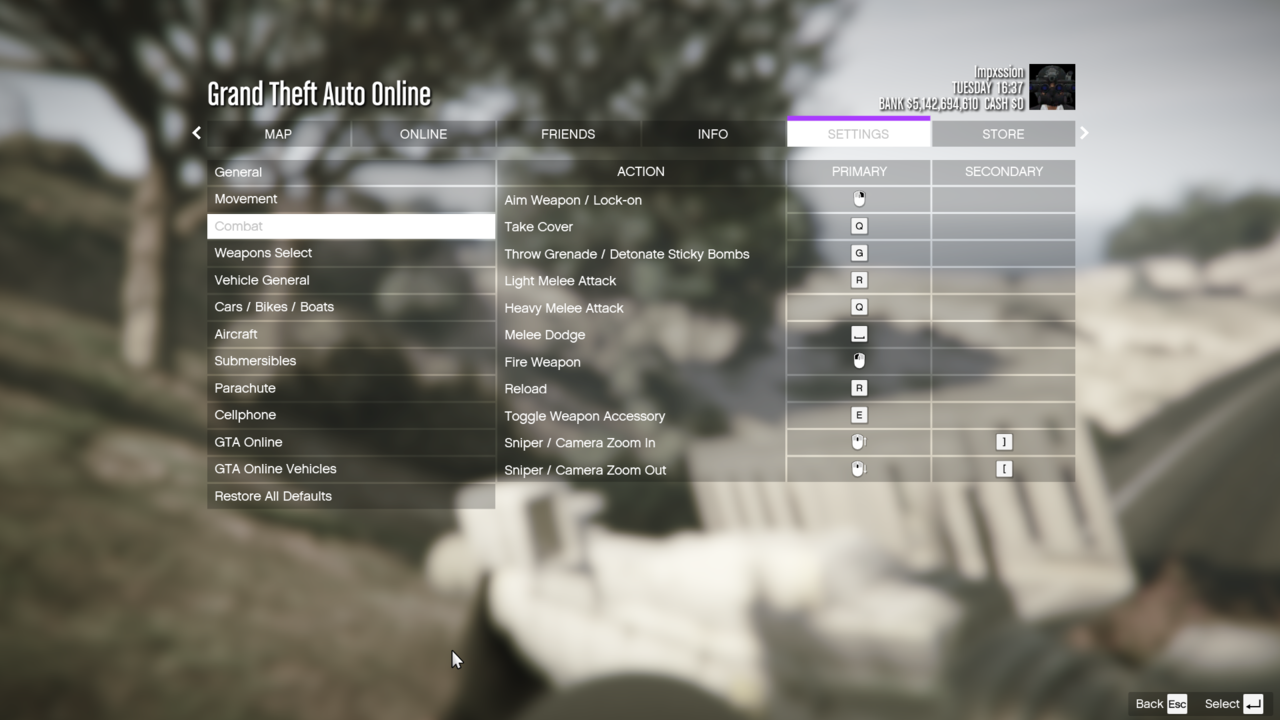 Grand Theft Auto Online
Impxssion
TUESDAY 16:37
BANK $5,142,694,610 CASH $0
MAP ONLINE FRIENDS INFO SETTINGS STORE
General
Movement
Combat
Weapons Select
Vehicle General
Cars / Bikes / Boats
Aircraft
Submersibles
Parachute
Cellphone
GTA Online
GTA Online Vehicles
Restore All Defaults
ACTION PRIMARY SECONDARY
Aim Weapon / Lock-on
Take Cover Q
Throw Grenade / Detonate Sticky Bombs G
Light Melee Attack R
Heavy Melee Attack Q
Melee Dodge
Fire Weapon
Reload R
Toggle Weapon Accessory E
Sniper / Camera Zoom In ]
Sniper / Camera Zoom Out [
Back Esc Select